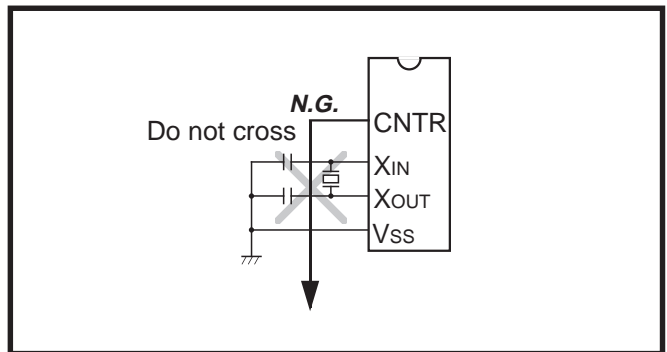 N.G.
Do not cross
CNTR
XIN
XOUT
VSS